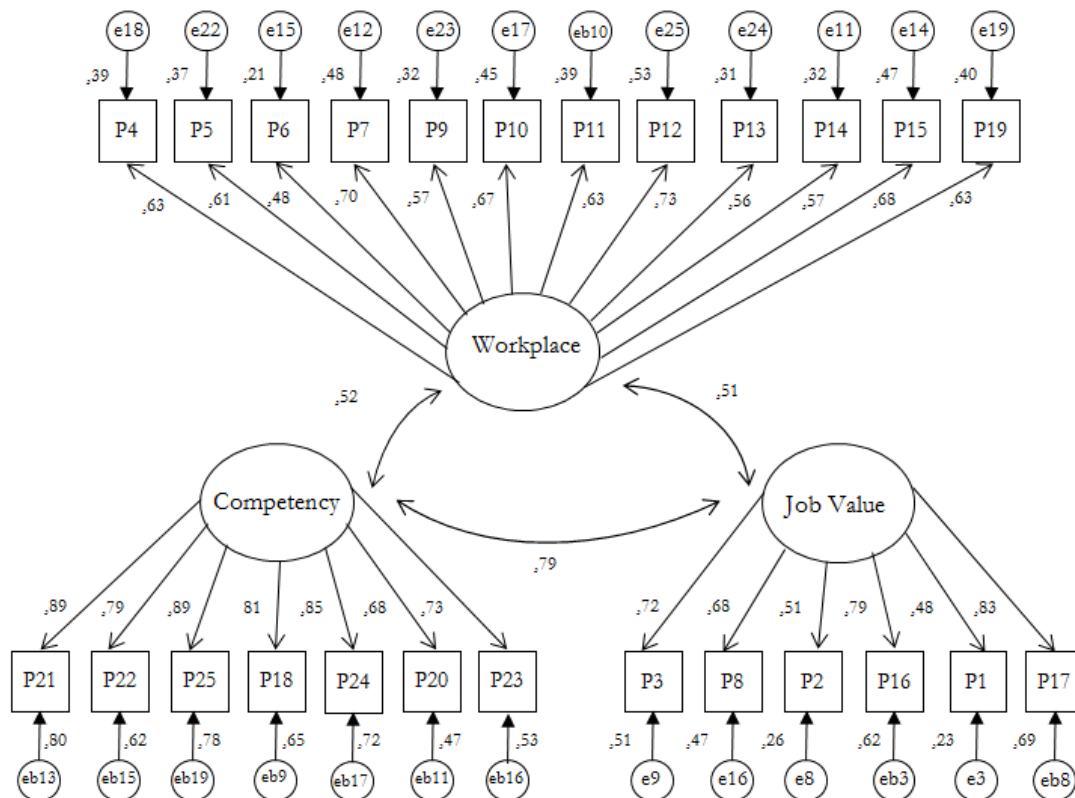 e18 e22 e15 e12 e23 e17 eb10 e25 e24 e11 e14 e19
,39 ,37 ,21 ,48 ,32 ,45 ,39 ,53 ,31 ,32 ,47 ,40
P4 P5 P6 P7 P9 P10 P11 P12 P13 P14 P15 P19
,63 ,61 ,48 ,70 ,57 ,67 ,63 ,73 ,56 ,57 ,68 ,63
Workplace
,52 ,51
Competency Job Value
,79
,89 ,79 ,89 81 ,85 ,68 ,73 ,72 ,68 ,51 ,79 ,48 ,83
P21 P22 P25 P18 P24 P20 P23 P3 P8 P2 P16 P1 P17
,80 ,62 ,78 ,65 ,72 ,47 ,53 ,51 ,47 ,26 ,62 ,23 ,69
eb13 eb15 eb19 eb9 eb17 eb11 eb16 e9 e16 e8 eb3 e3 eb8